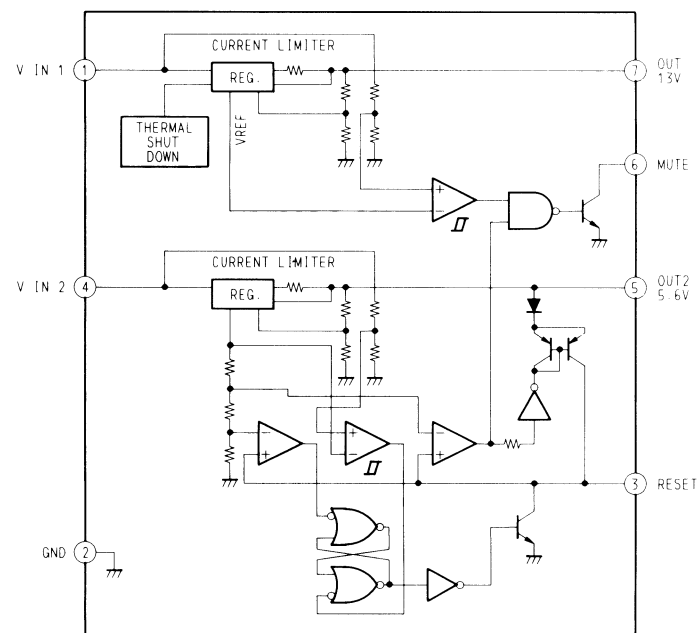 CURRENT LIMITER
V IN 1
1
REG.
7
OUT
13V
THERMAL
SHUT
DOWN
VREF
6
MUTE
+
−
CURRENT LIMITER
V IN 2
4
REG.
5
OUT2
5.6V
−
+
+
−
−
+
3
RESET
GND
2